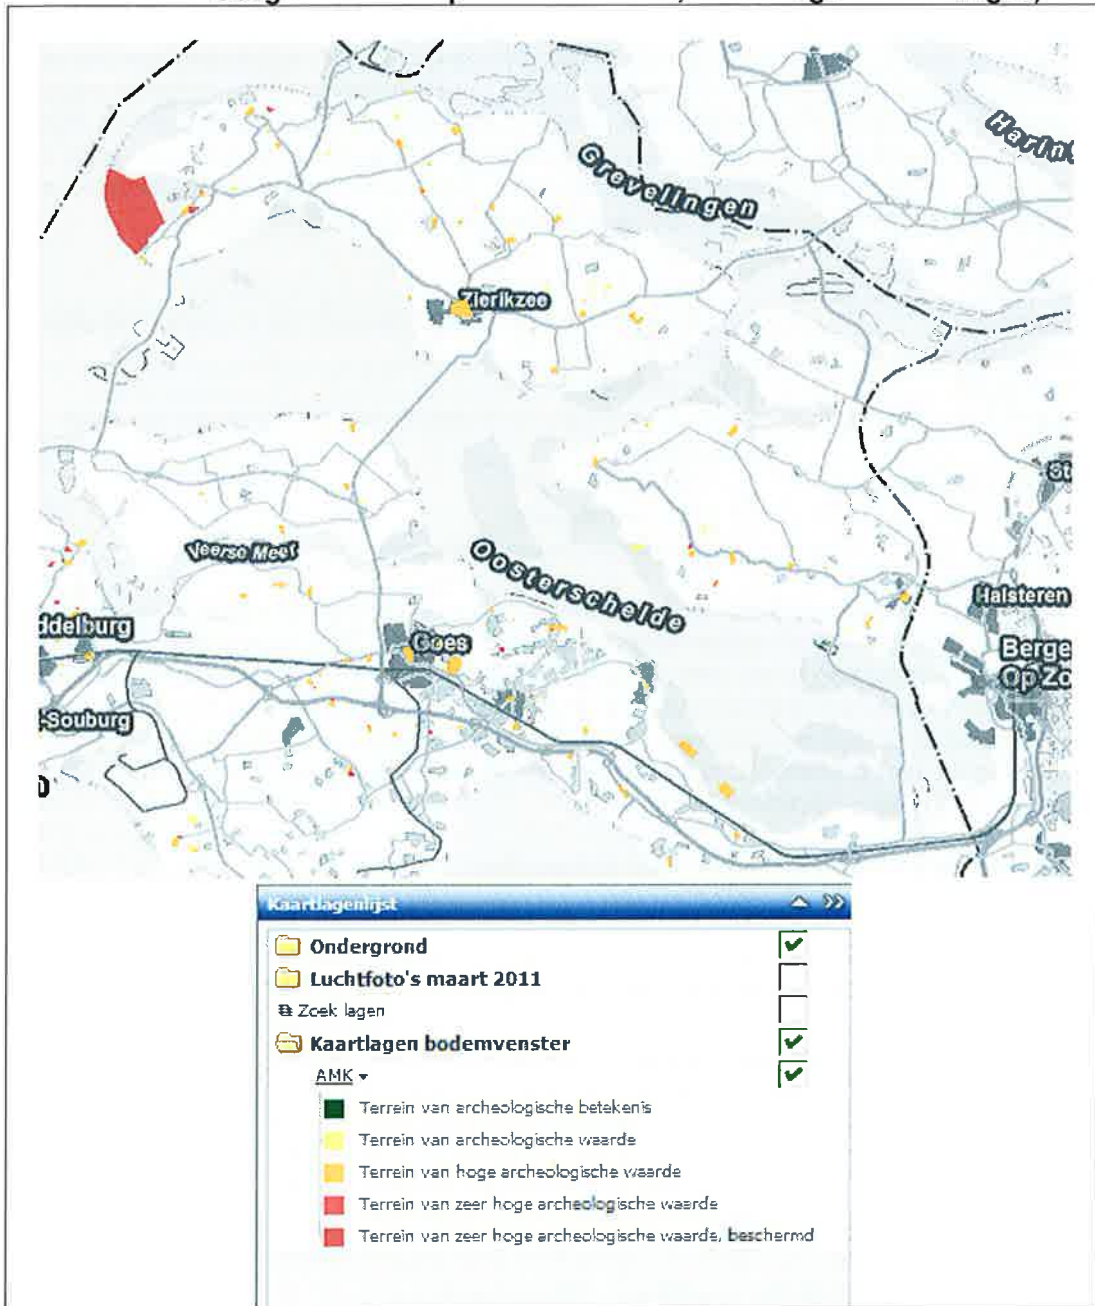 Haring
Grevelingen
Zierikzee
St
Veerse Meer
Oosterschelde
Halsteren
ddelburg
Goes
Berge
Op Zo
-Souburg
Kaartlagenlijst
Ondergrond
Luchtfoto's maart 2011
Zoek lagen
Kaartlagen bodemvenster
AMK
Terrein van archeologische betekenis
Terrein van archeologische waarde
Terrein van hoge archeologische waarde
Terrein van zeer hoge archeologische waarde
Terrein van zeer hoge archeologische waarde, beschermd